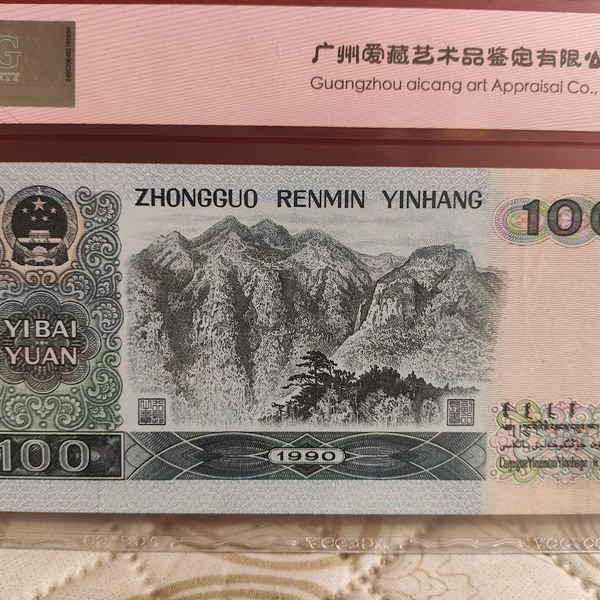 广州爱藏艺术品鉴定有限公
Guangzhou aicang art Appraisal Co.,
ZHONGGUO RENMIN YINHANG
100
YIBAI
YUAN
100
1990